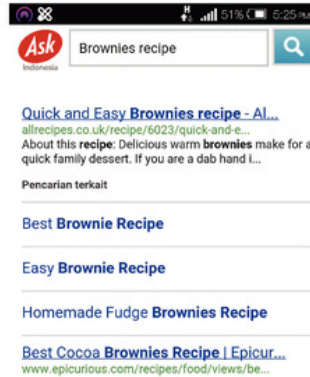 H 51% 5:25 PM
Ask
Indonesia
Brownies recipe
Quick and Easy Brownies recipe - Al...
allrecipes.co.uk/recipe/6023/quick-and-e...
About this recipe: Delicious warm brownies make for a
quick family dessert. If you are a dab hand i...
Pencarian terkait
Best Brownie Recipe
Easy Brownie Recipe
Homemade Fudge Brownies Recipe
Best Cocoa Brownies Recipe | Epicur...
www.epicurious.com/recipes/food/views/be...